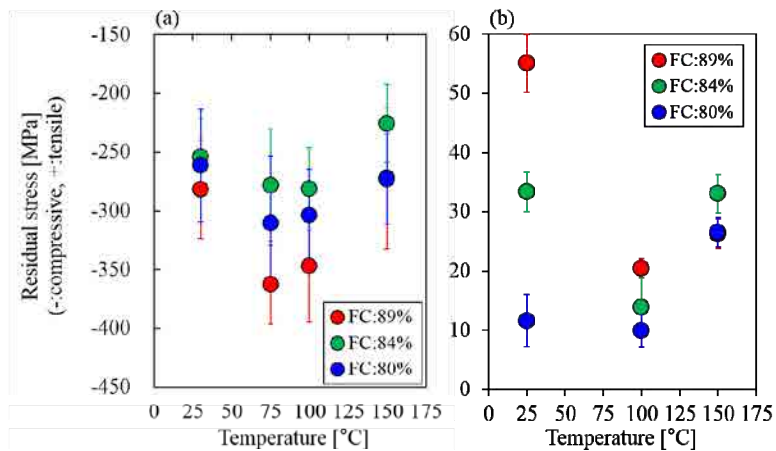 (a)
-100
-150
-200
-250
-300
-350
-400
-450
Residual stress [MPa]
(-:compressive, +:tensile)
FC:89%
FC:84%
FC:80%
0 25 50 75 100 125 150 175
Temperature [°C]
(b)
60
50
40
30
20
10
0
FC:89%
FC:84%
FC:80%
0 25 50 75 100 125 150 175
Temperature [°C]